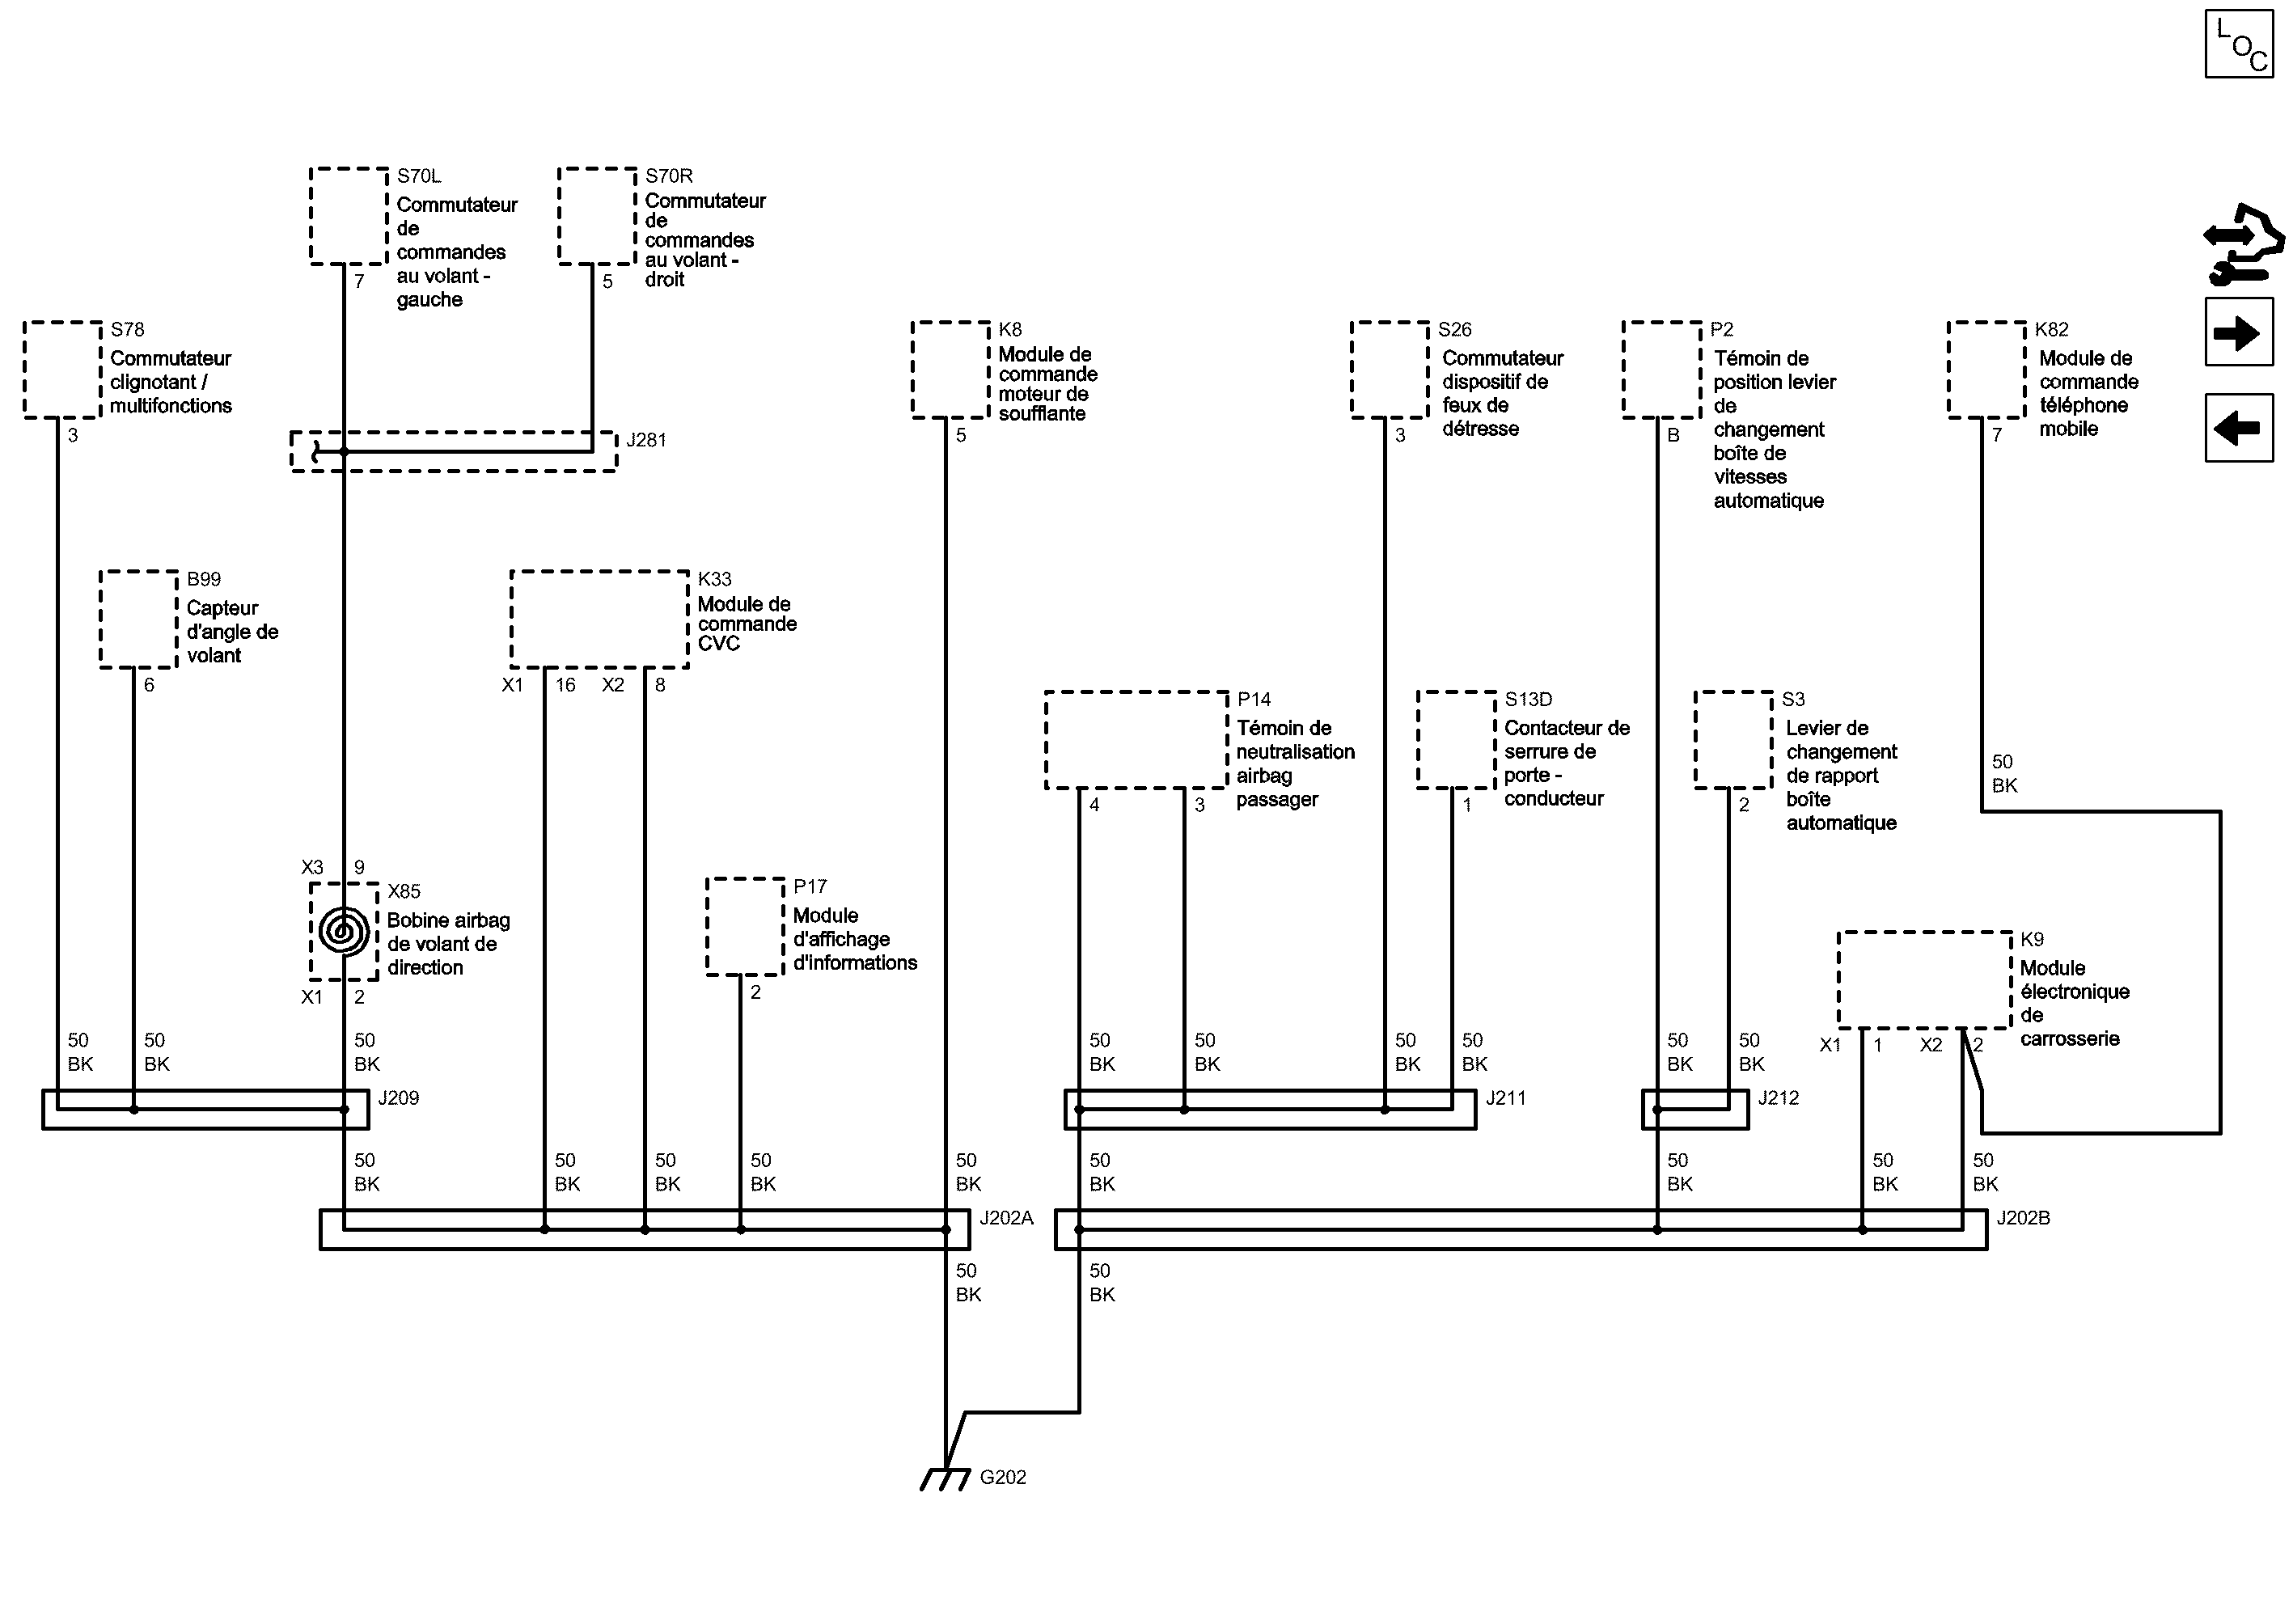 LOC
S70L
Commutateur
de
commandes
au volant -
gauche
7
S70R
Commutateur
de
commandes
au volant -
droit
5
S78
Commutateur
clignotant /
multifonctions
3
K8
Module de
commande
moteur de
soufflante
5
S26
Commutateur
dispositif de
feux de
détresse
3
P2
Témoin de
position levier
de
changement
boîte de
vitesses
automatique
B
K82
Module de
commande
téléphone
mobile
7
J281
B99
Capteur
d'angle de
volant
6
K33
Module de
commande
CVC
X1 16 X2 8
P14
Témoin de
neutralisation
airbag
passager
4 3
S13D
Contacteur de
serrure de
porte -
conducteur
1
S3
Levier de
changement
de rapport
boîte
automatique
2
50
BK
X3 9
X85
Bobine airbag
de volant de
direction
X1 2
P17
Module
d'affichage
d'informations
2
K9
Module
électronique
de
carrosserie
X1 1 X2 2
50 50 50 50 50 50 50 50 50
BK BK BK BK BK BK BK BK BK
J209 J211 J212
50 50 50 50 50 50 50 50 50
BK BK BK BK BK BK BK BK BK
J202A J202B
50 50
BK BK
G202